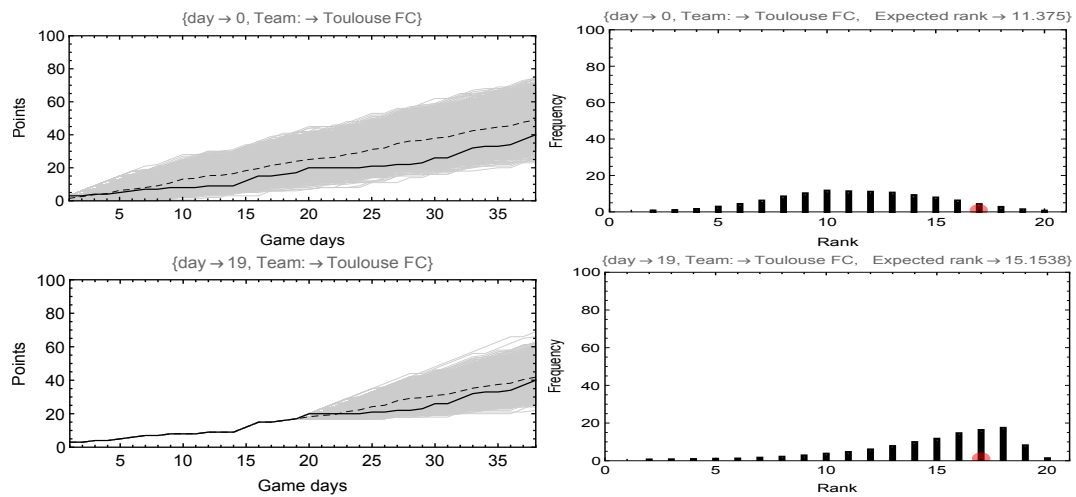 {day → 0, Team: → Toulouse FC}
100
80
60
40
20
0
Points
5 10 15 20 25 30 35
Game days
{day → 0, Team: → Toulouse FC, Expected rank → 11.375}
100
80
60
40
20
0
Frequency
0 5 10 15 20
Rank
{day → 19, Team: → Toulouse FC}
100
80
60
40
20
0
Points
5 10 15 20 25 30 35
Game days
{day → 19, Team: → Toulouse FC, Expected rank → 15.1538}
100
80
60
40
20
0
Frequency
0 5 10 15 20
Rank